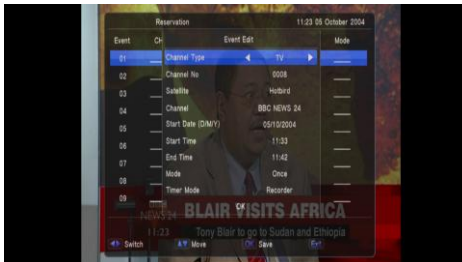 Reservation 11:23 05 October 2004
Event CH Event Edit Mode
01 Channel Type TV
02 Channel No 0008
03 Satellite Hotbird
04 Channel BBC NEWS 24
05 Start Date (D/M/Y) 05/10/2004
06 Start Time 11:33
07 End Time 11:42
08 Mode Once
09 Timer Mode Recorder
OK
NEWS 24 BLAIR VISITS AFRICA
11:23 Tony Blair to go to Sudan and Ethiopia
Switch Move OK Save Exit